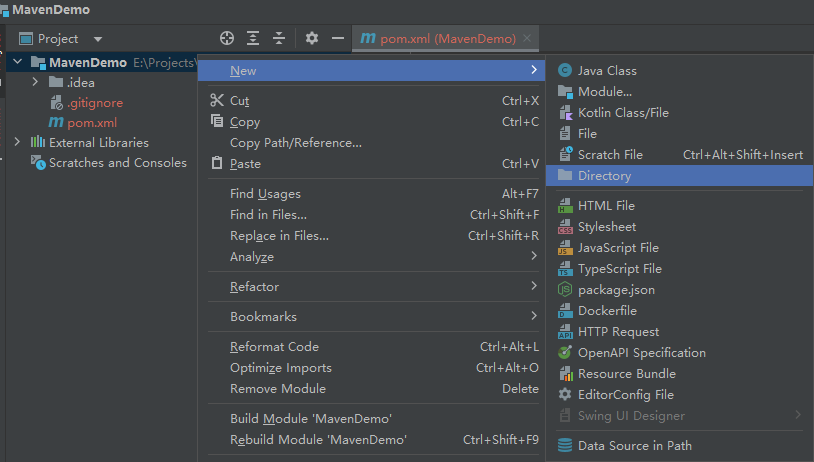 MavenDemo
Project
pom.xml (MavenDemo)
MavenDemo E:\Projects\
.idea
.gitignore
pom.xml
External Libraries
Scratches and Consoles
New
Cut Ctrl+X
Copy Ctrl+C
Copy Path/Reference...
Paste Ctrl+V
Find Usages Alt+F7
Find in Files... Ctrl+Shift+F
Replace in Files... Ctrl+Shift+R
Analyze
Refactor
Bookmarks
Reformat Code Ctrl+Alt+L
Optimize Imports Ctrl+Alt+O
Remove Module Delete
Build Module 'MavenDemo'
Rebuild Module 'MavenDemo' Ctrl+Shift+F9
Java Class
Module...
Kotlin Class/File
File
Scratch File Ctrl+Alt+Shift+Insert
Directory
HTML File
Stylesheet
JavaScript File
TypeScript File
package.json
Dockerfile
HTTP Request
OpenAPI Specification
Resource Bundle
EditorConfig File
Swing UI Designer
Data Source in Path